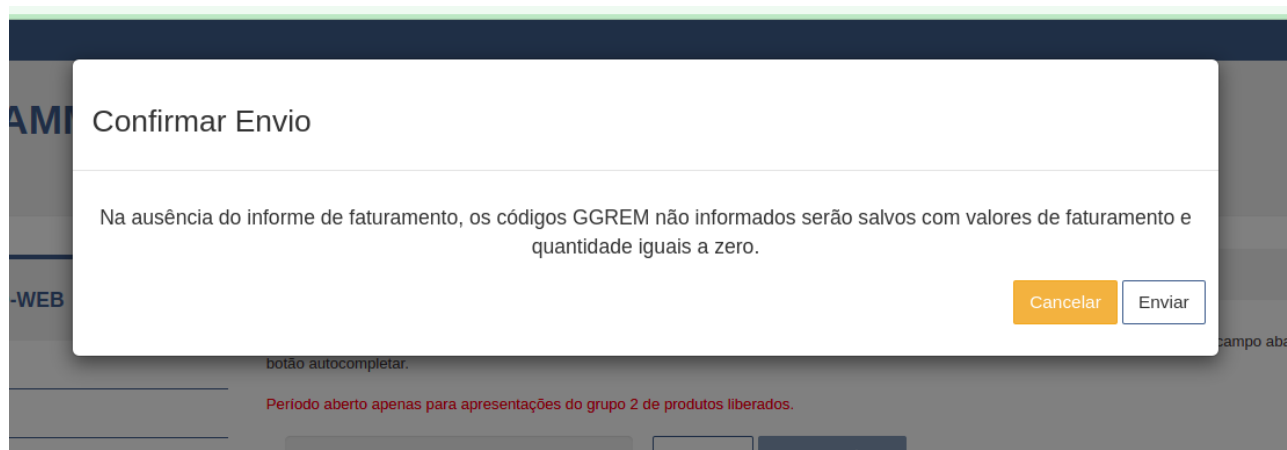 Confirmar Envio
Na ausência do informe de faturamento, os códigos GGREM não informados serão salvos com valores de faturamento e
quantidade iguais a zero.
-WEB
Cancelar Enviar
campo aba
botão autocompletar.
Período aberto apenas para apresentações do grupo 2 de produtos liberados.